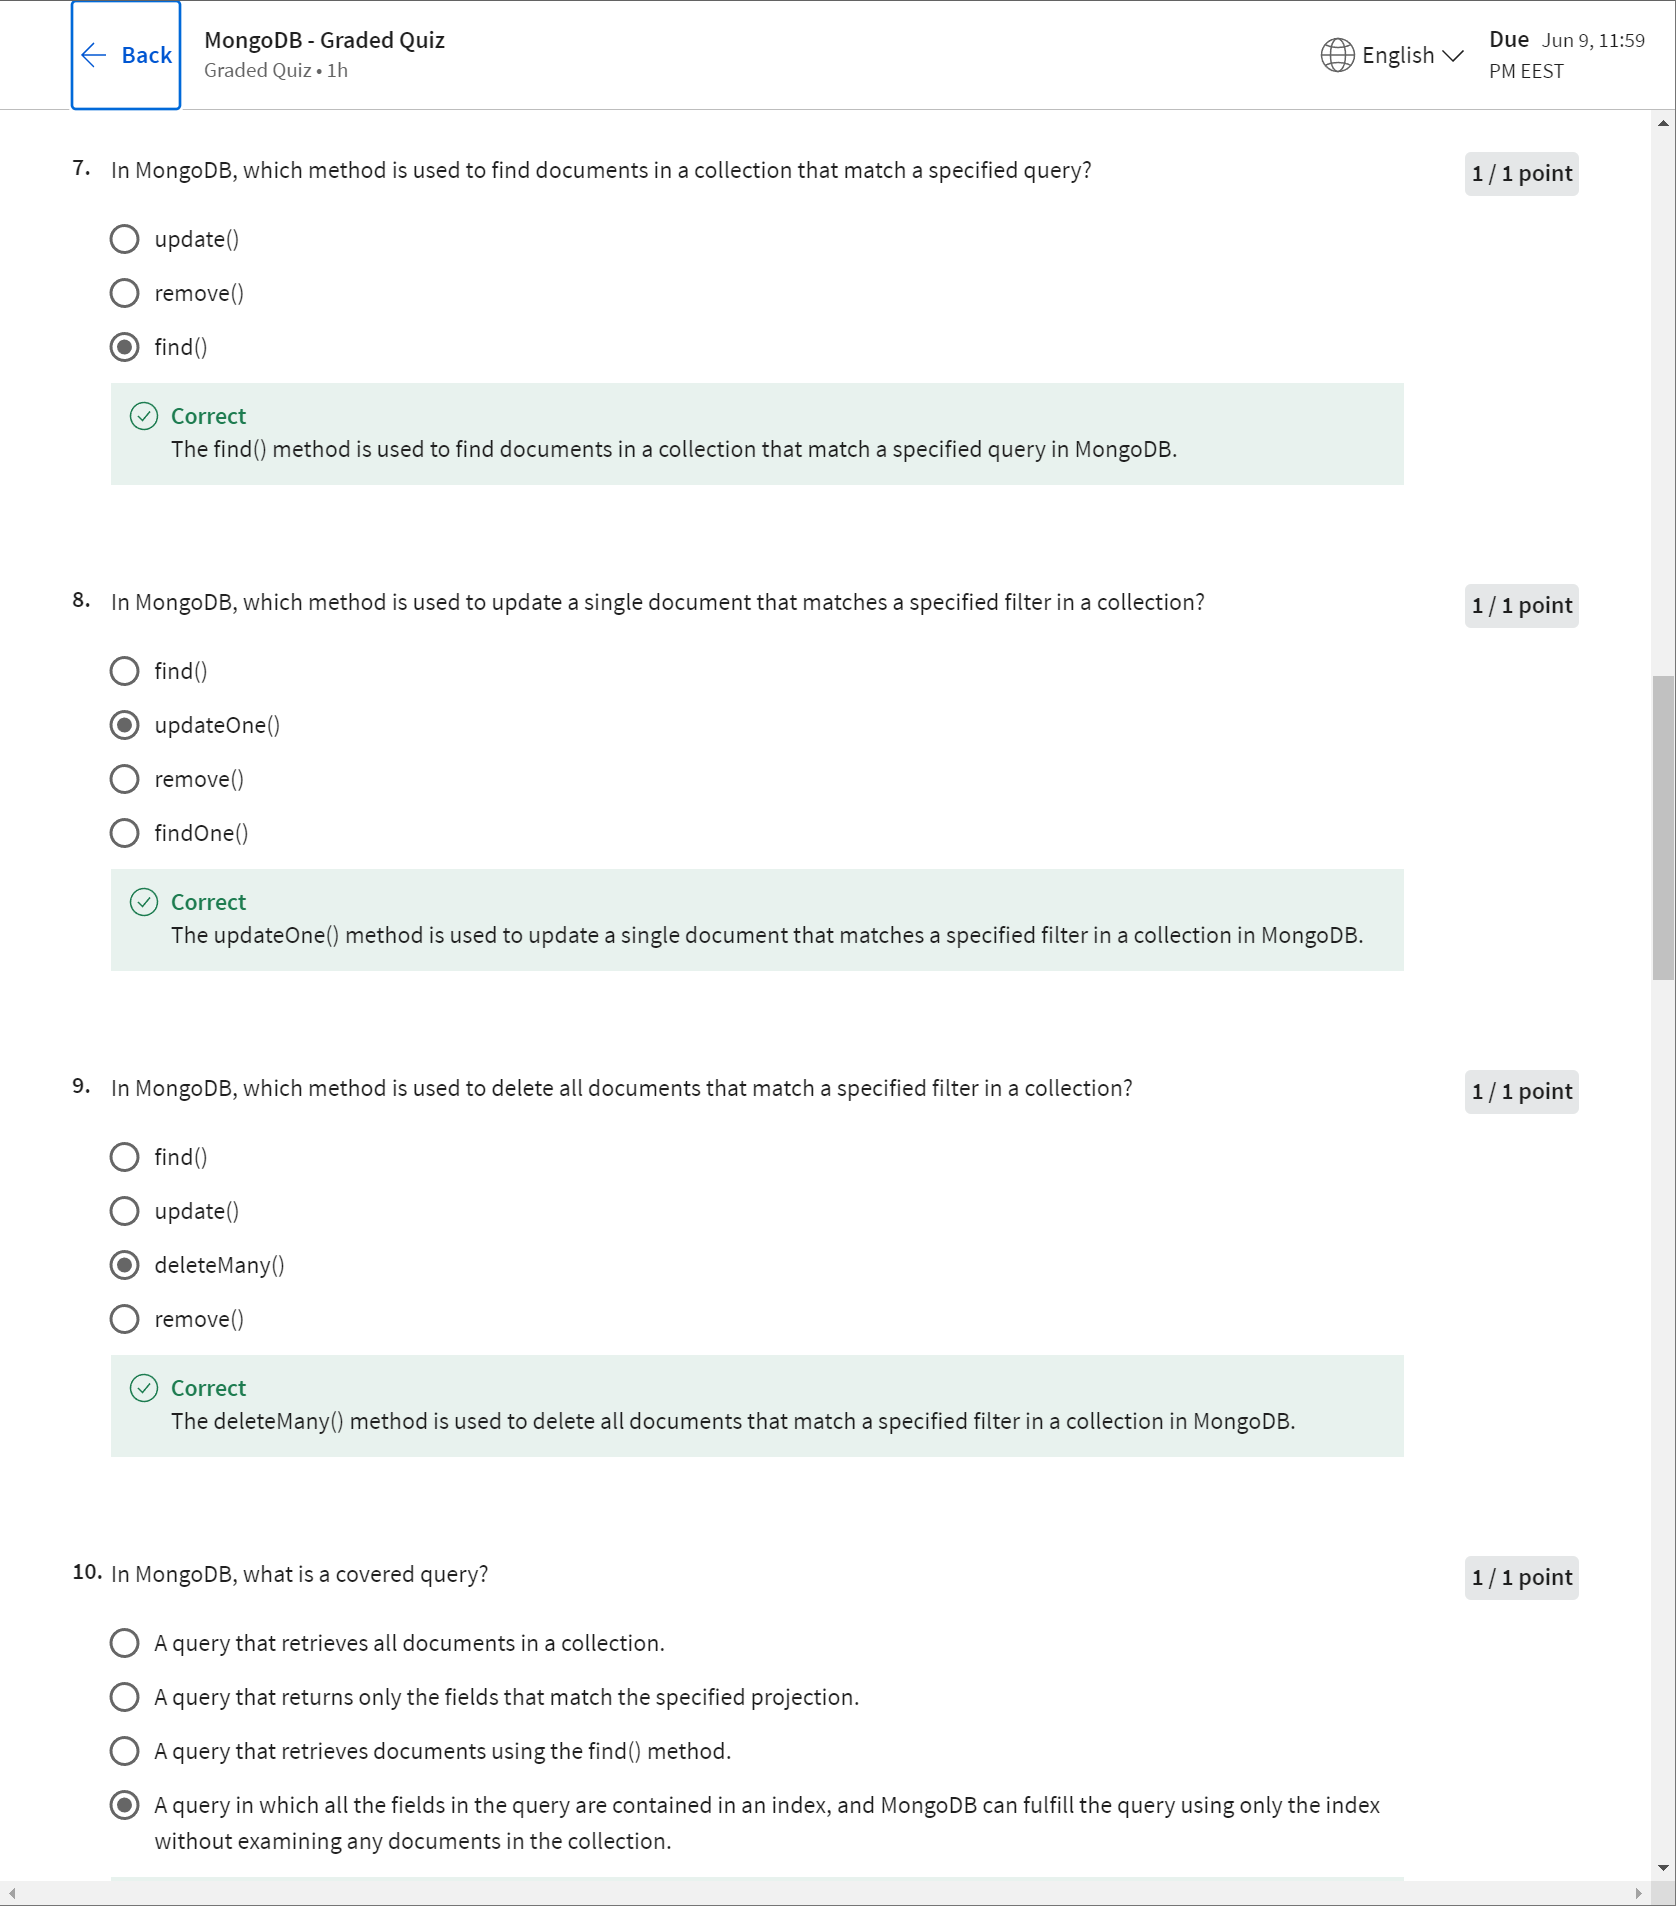 Back
MongoDB - Graded Quiz
Graded Quiz • 1h
English
Due Jun 9, 11:59
PM EEST
7. In MongoDB, which method is used to find documents in a collection that match a specified query?
1 / 1 point
update()
remove()
find()
Correct
The find() method is used to find documents in a collection that match a specified query in MongoDB.
8. In MongoDB, which method is used to update a single document that matches a specified filter in a collection?
1 / 1 point
find()
updateOne()
remove()
findOne()
Correct
The updateOne() method is used to update a single document that matches a specified filter in a collection in MongoDB.
9. In MongoDB, which method is used to delete all documents that match a specified filter in a collection?
1 / 1 point
find()
update()
deleteMany()
remove()
Correct
The deleteMany() method is used to delete all documents that match a specified filter in a collection in MongoDB.
10. In MongoDB, what is a covered query?
1 / 1 point
A query that retrieves all documents in a collection.
A query that returns only the fields that match the specified projection.
A query that retrieves documents using the find() method.
A query in which all the fields in the query are contained in an index, and MongoDB can fulfill the query using only the index
without examining any documents in the collection.